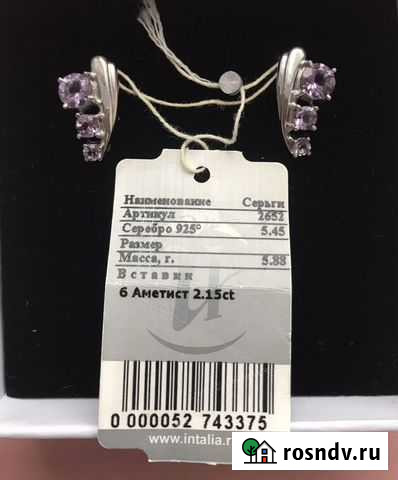 Наименование Серьги
Артикул 2652
Серебро 925° 5.45
Размер
Масса, г. 5.88
Вставки
6 Аметист 2.15ct
0 000052 743375
www.intalia.r
rosndv.ru